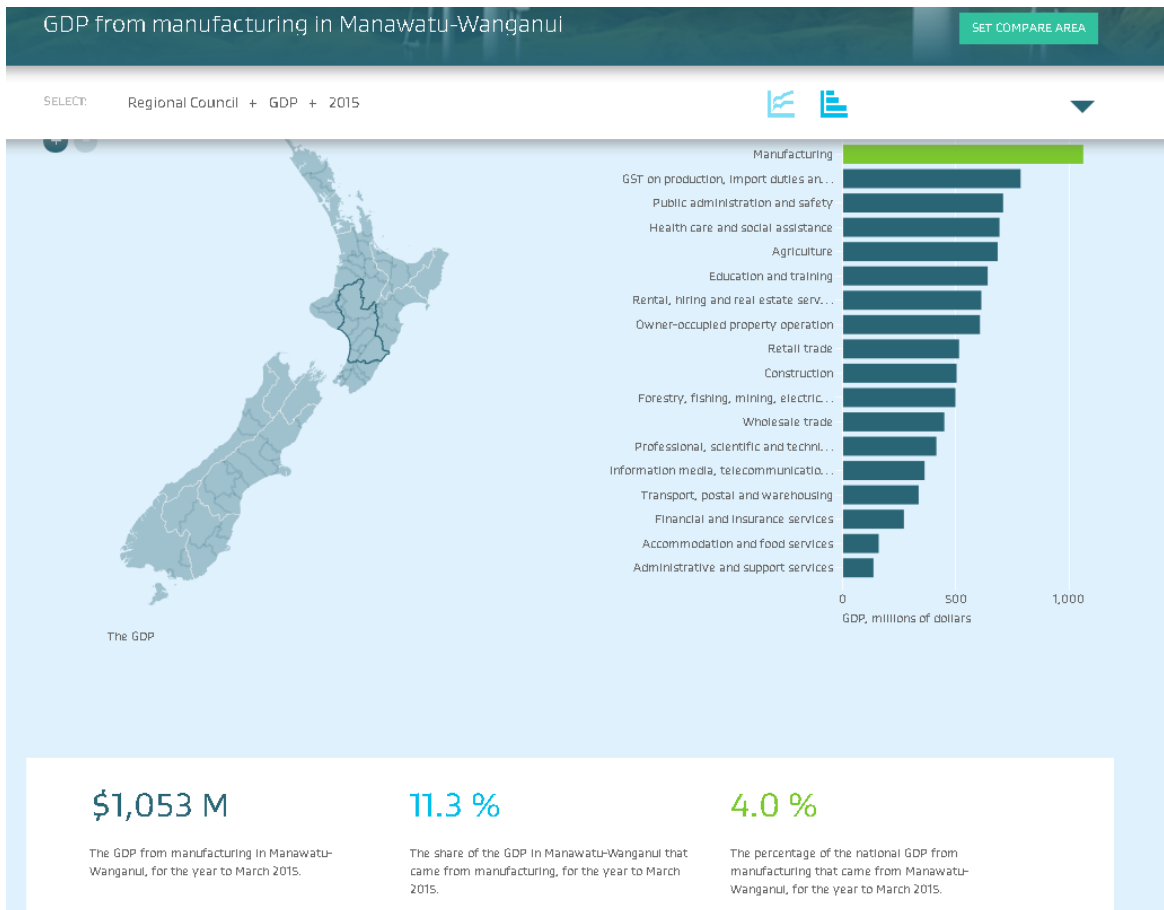 GDP from manufacturing in Manawatu-Wanganui
SET COMPARE AREA
SELECT:
Regional Council + GDP + 2015
Manufacturing
GST on production, import duties an...
Public administration and safety
Health care and social assistance
Agriculture
Education and training
Rental, hiring and real estate serv...
Owner-occupied property operation
Retail trade
Construction
Forestry, fishing, mining, electric...
Wholesale trade
Professional, scientific and techni...
Information media, telecommunicatio...
Transport, postal and warehousing
Financial and insurance services
Accommodation and food services
Administrative and support services
0 500 1,000
GDP, millions of dollars
The GDP
$1,053 M
The GDP from manufacturing in Manawatu-
Wanganui, for the year to March 2015.
11.3 %
The share of the GDP in Manawatu-Wanganui that
came from manufacturing, for the year to March
2015.
4.0 %
The percentage of the national GDP from
manufacturing that came from Manawatu-
Wanganui, for the year to March 2015.